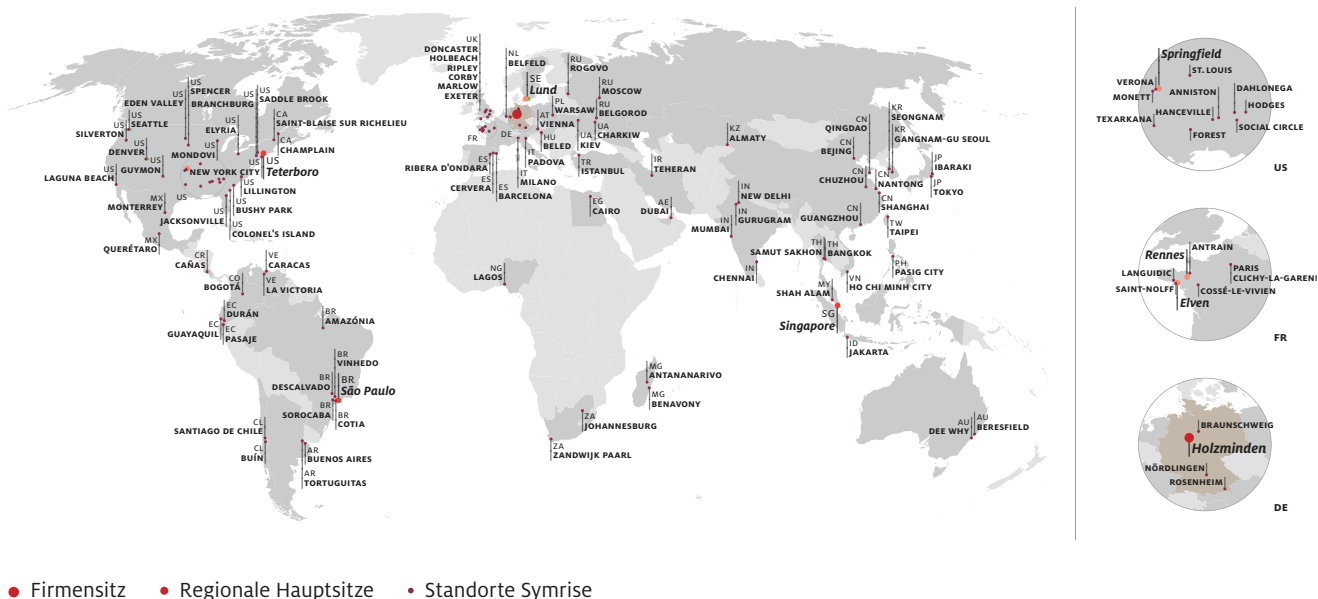 US
SPENCER
US
EDEN VALLEY
US
BRANCHBURG
US
SADDLE BROOK
US
SEATTLE
US
SILVERTON
US
ELYRIA
CA
SAINT-BLAISE SUR RICHELIEU
CA
CHAMPLAIN
US
DENVER
US
MONDOVI
US
GUYMON
US
NEW YORK CITY
US
Teterboro
US
LAGUNA BEACH
US
LILLINGTON
MX
MONTERREY
US
US
BUSHY PARK
US
JACKSONVILLE
US
COLONEL'S ISLAND
MX
QUERÉTARO
CR
CAÑAS
VE
CARACAS
CO
BOGOTÁ
VE
LA VICTORIA
EC
DURÁN
EC
GUAYAQUIL
EC
PASAJE
BR
AMAZÓNIA
BR
VINHEDO
BR
DESCALVADO
BR
São Paulo
BR
SOROCABA
BR
COTIA
CL
SANTIAGO DE CHILE
CL
BUÍN
AR
BUENOS AIRES
AR
TORTUGUITAS
UK
DONCASTER
HOLBEACH
RIPLEY
CORBY
MARLOW
EXETER
NL
BELFELD
SE
Lund
RU
ROGOVO
RU
MOSCOW
PL
WARSAW
RU
BELGOROD
AT
VIENNA
UA
CHARKIW
UA
KIEV
FR
DE
HU
BELED
IT
PADOVA
IT
MILANO
TR
ISTANBUL
ES
RIBERA D'ONDARA
ES
CERVERA
ES
BARCELONA
IR
TEHERAN
EG
CAIRO
AE
DUBAI
NG
LAGOS
MG
ANTANANARIVO
MG
BENAVONY
ZA
JOHANNESBURG
ZA
ZANDWIJK PAARL
KZ
ALMATY
CN
QINGDAO
KR
SEONGNAM
KR
GANGNAM-GU SEOUL
CN
BEJING
JP
IBARAKI
JP
TOKYO
CN
CHUZHOU
CN
NANTONG
CN
SHANGHAI
CN
GUANGZHOU
TW
TAIPEI
IN
NEW DELHI
IN
GURUGRAM
IN
MUMBAI
IN
CHENNAI
TH
SAMUT SAKHON
TH
BANGKOK
PH
PASIG CITY
VN
HO CHI MINH CITY
MY
SHAH ALAM
SG
Singapore
ID
JAKARTA
AU
DEE WHY
AU
BERESFIELD
Springfield
ST. LOUIS
VERONA
MONETT
ANNISTON
DAHLONEGA
HODGES
HANCEVILLE
TEXARKANA
SOCIAL CIRCLE
FOREST
US
ANTRAIN
Rennes
PARIS
LANGUIDIC
CLICHY-LA-GARENN
SAINT-NOLFF
COSSÉ-LE-VIVIEN
Elven
FR
BRAUNSCHWEIG
Holzminden
NÖRDLINGEN
ROSENHEIM
DE
Firmensitz
Regionale Hauptsitze
Standorte Symrise